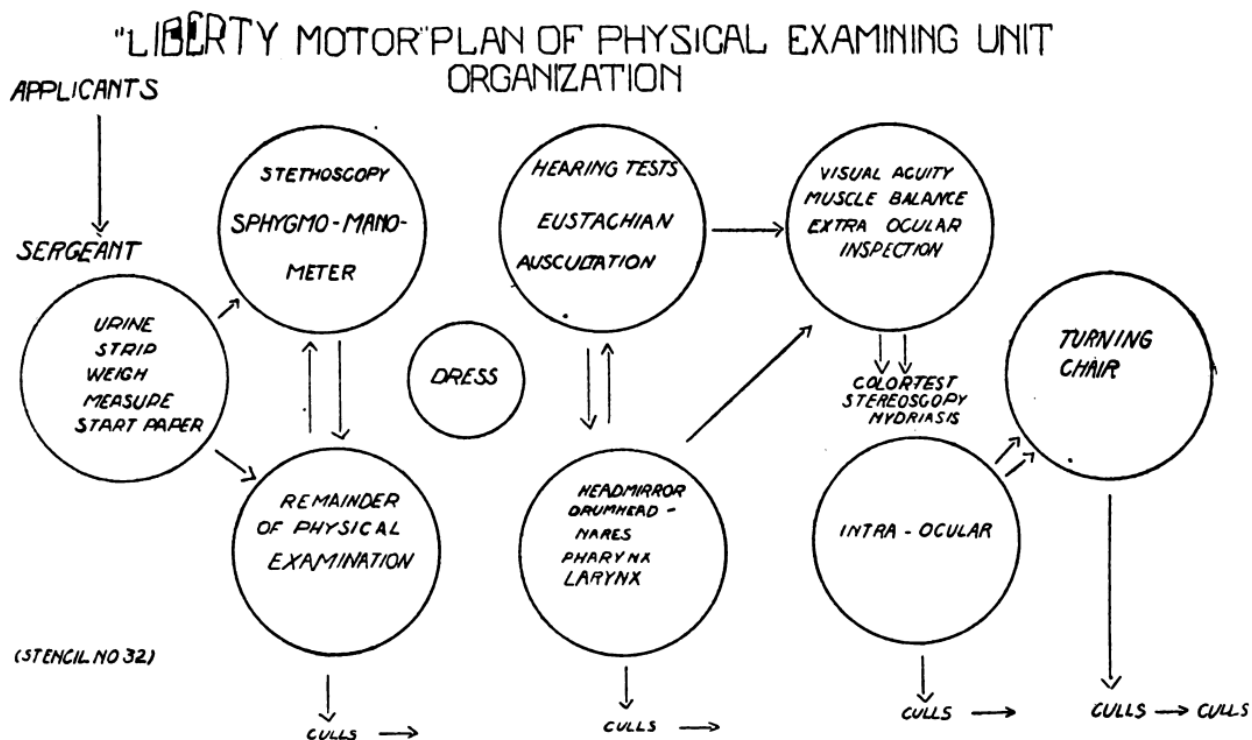 "LIBERTY MOTOR" PLAN OF PHYSICAL EXAMINING UNIT
ORGANIZATION
APPLICANTS
SERGEANT
URINE
STRIP
WEIGH
MEASURE
START PAPER
STETHOSCOPY
SPHYGMO-MANO-
METER
REMAINDER
OF PHYSICAL
EXAMINATION
CULLS
DRESS
HEARING TESTS
EUSTACHIAN
AUSCULTATION
HEADMIRROR
DRUMHEAD-
NARES
PHARYNX
LARYNX
CULLS
VISUAL ACUITY
MUSCLE BALANCE
EXTRA OCULAR
INSPECTION
COLORTEST
STEREOSCOPY
MYDRIASIS
INTRA-OCULAR
CULLS
TURNING
CHAIR
CULLS CULLS
(STENCIL NO 32)